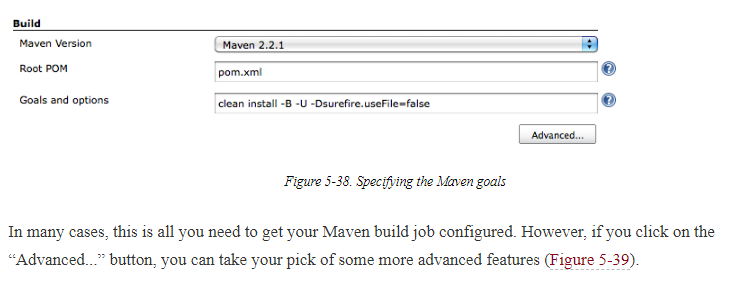 Build
Maven Version
Maven 2.2.1
Root POM
pom.xml
?
Goals and options
clean install -B -U -Dsurefire.useFile=false
?
Advanced...
Figure 5-38. Specifying the Maven goals
In many cases, this is all you need to get your Maven build job configured. However, if you click on the
“Advanced...” button, you can take your pick of some more advanced features (Figure 5-39).